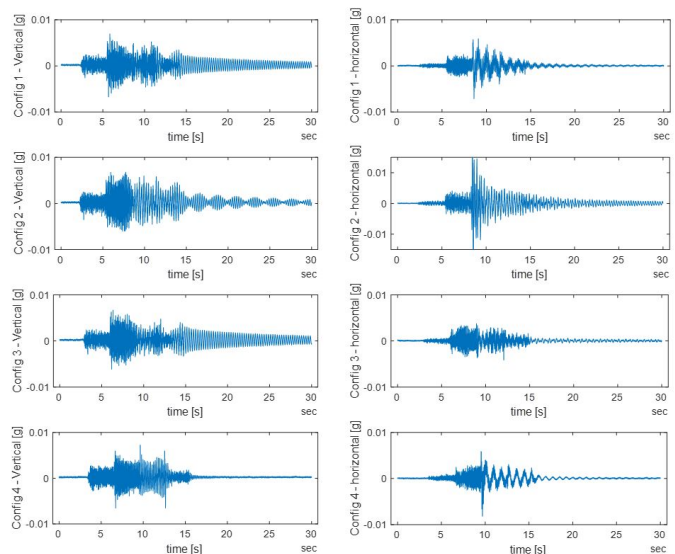 Config 1 - Vertical [g]
0.01
0
-0.01
0 5 10 15 20 25 30
time [s]
sec
Config 1 - horizontal [g]
0.01
0
-0.01
0 5 10 15 20 25 30
time [s]
sec
Config 2 - Vertical [g]
0.01
0
-0.01
0 5 10 15 20 25 30
time [s]
sec
Config 2 - horizontal [g]
0.01
0
-0.01
0 5 10 15 20 25 30
time [s]
sec
Config 3 - Vertical [g]
0.01
0
-0.01
0 5 10 15 20 25 30
time [s]
sec
Config 3 - horizontal [g]
0.01
0
-0.01
0 5 10 15 20 25 30
time [s]
sec
Config 4 - Vertical [g]
0.01
0
-0.01
0 5 10 15 20 25 30
time [s]
sec
Config 4 - horizontal [g]
0.01
0
-0.01
0 5 10 15 20 25 30
time [s]
sec